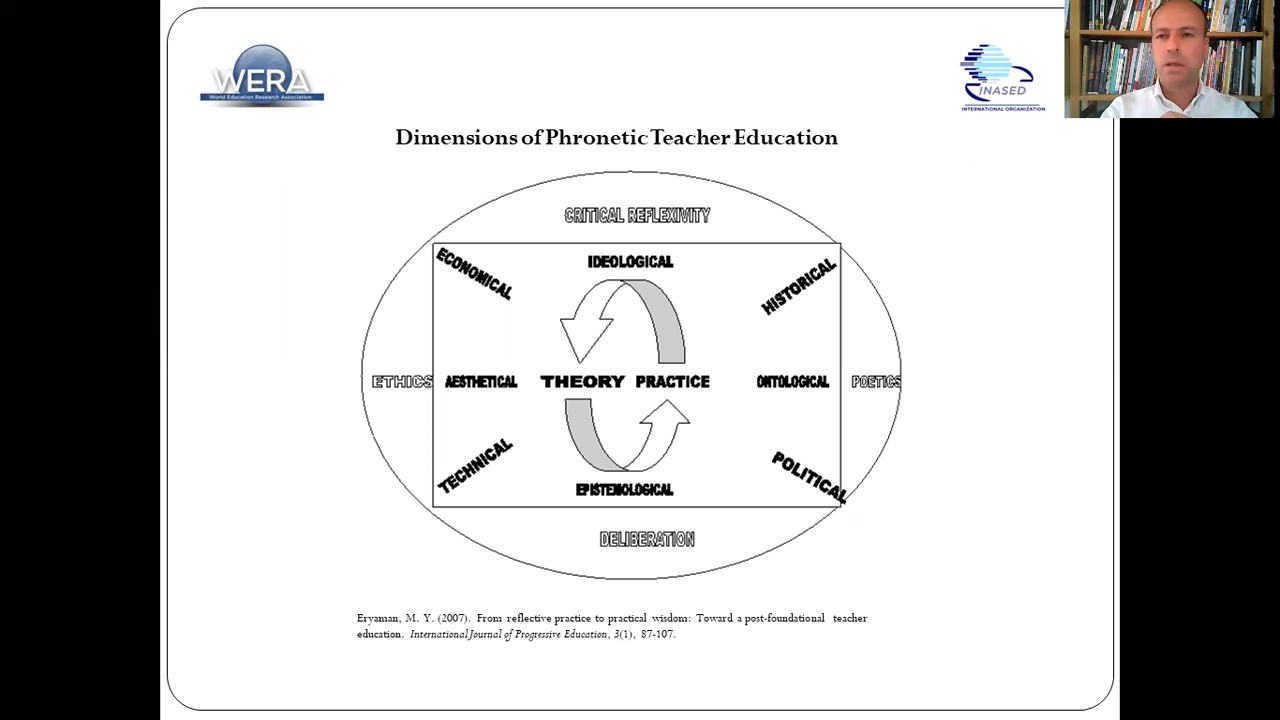 WERA
World Education Research Association
INASED
INTERNATIONAL ORGANIZATION
Dimensions of Phronetic Teacher Education
CRITICAL REFLEXIVITY
ECONOMICAL
IDEOLOGICAL
HISTORICAL
ETHICS
AESTHETICAL
THEORY
PRACTICE
ONTOLOGICAL
POETICS
TECHNICAL
EPISTEMOLOGICAL
POLITICAL
DELIBERATION
Eryaman, M. Y. (2007). From reflective practice to practical wisdom: Toward a post-foundational teacher
education. International Journal of Progressive Education, 3(1), 87-107.